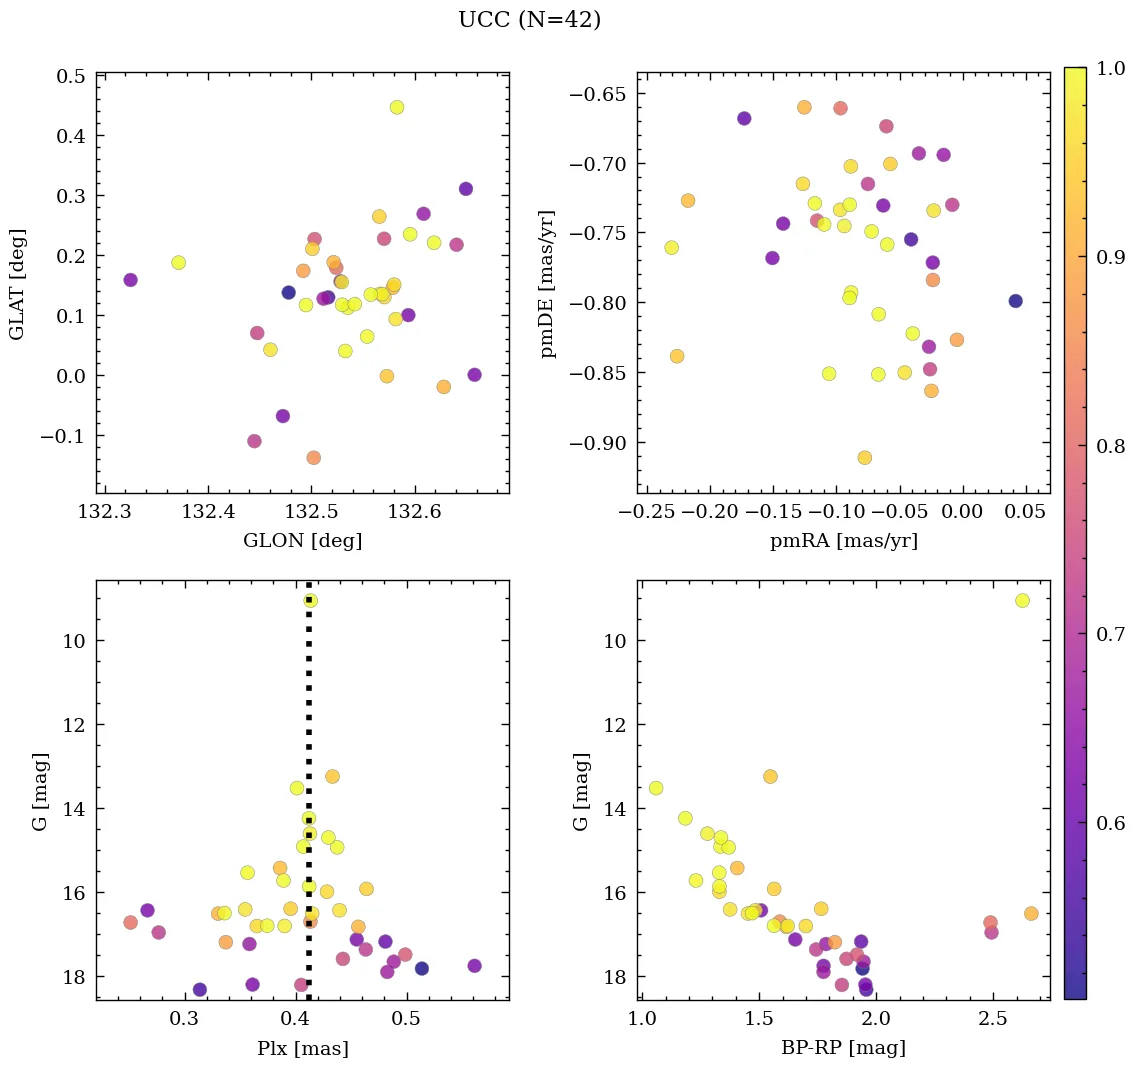 UCC (N=42)
0.5
0.4
0.3
0.2
0.1
0.0
−0.1
GLAT [deg]
132.3 132.4 132.5 132.6
GLON [deg]
−0.65
−0.70
−0.75
−0.80
−0.85
−0.90
pmDE [mas/yr]
−0.25 −0.20 −0.15 −0.10 −0.05 0.00 0.05
pmRA [mas/yr]
10
12
14
16
18
G [mag]
0.3 0.4 0.5
Plx [mas]
10
12
14
16
18
G [mag]
1.0 1.5 2.0 2.5
BP-RP [mag]
1.0
0.9
0.8
0.7
0.6